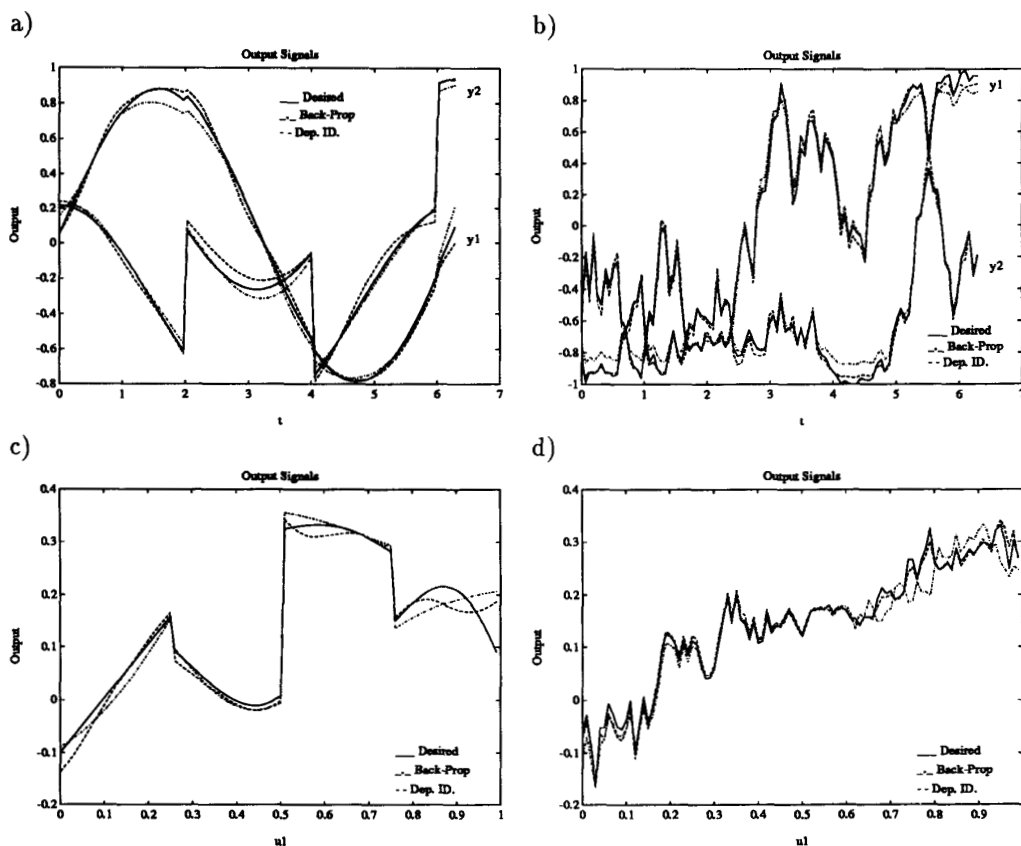 a)
Output Signals
1
0.8
0.6
0.4
0.2
0
-0.2
-0.4
-0.6
-0.8
Output
Desired
Back-Prop
Dep. ID.
y2
y1
0 1 2 3 4 5 6 7
t
b)
Output Signals
1
0.8
0.6
0.4
0.2
0
-0.2
-0.4
-0.6
-0.8
-1
Output
y1
y2
Desired
Back-Prop
Dep. ID.
0 1 2 3 4 5 6 7
t
c)
Output Signals
0.4
0.3
0.2
0.1
0
-0.1
-0.2
Output
Desired
Back-Prop
Dep. ID.
0 0.1 0.2 0.3 0.4 0.5 0.6 0.7 0.8 0.9 1
u1
d)
Output Signals
0.4
0.3
0.2
0.1
0
-0.1
-0.2
Output
Desired
Back-Prop
Dep. ID.
0 0.1 0.2 0.3 0.4 0.5 0.6 0.7 0.8 0.9
u1